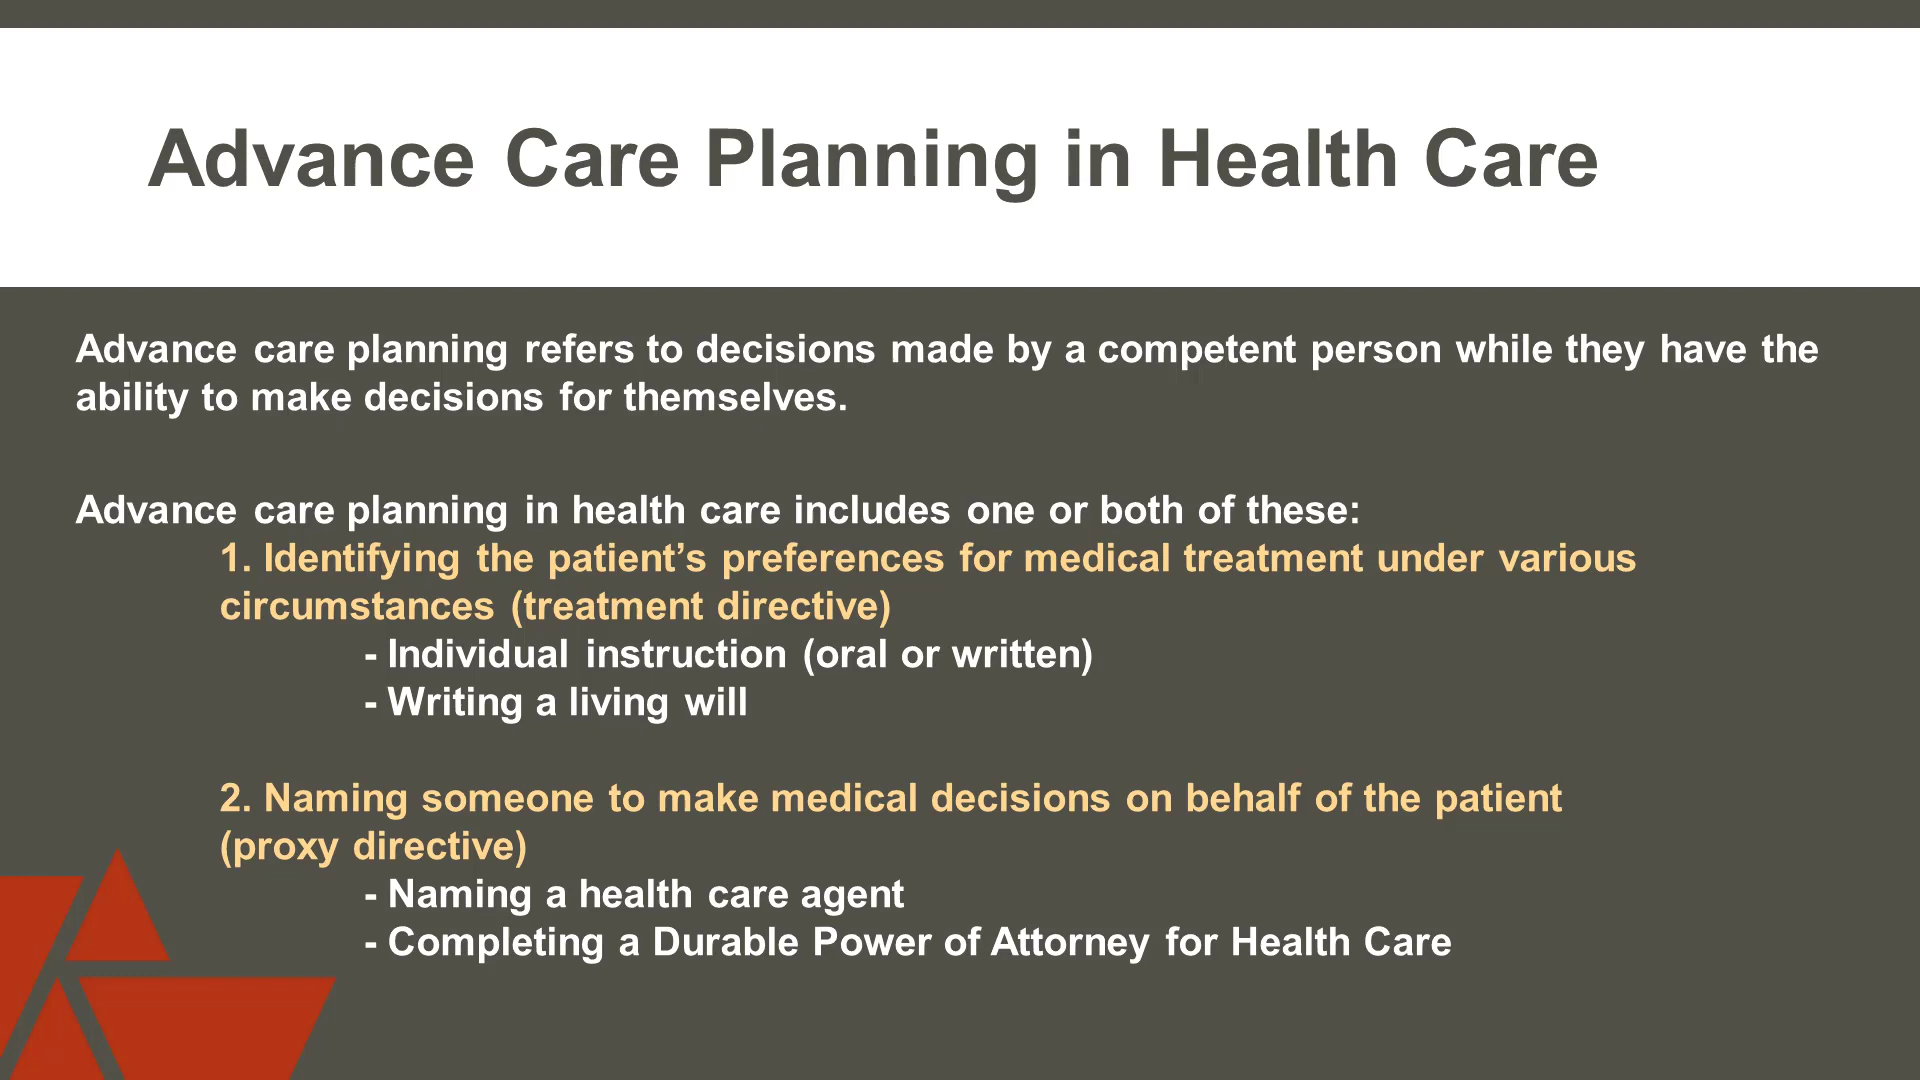 Advance Care Planning in Health Care
Advance care planning refers to decisions made by a competent person while they have the
ability to make decisions for themselves.
Advance care planning in health care includes one or both of these:
1. Identifying the patient’s preferences for medical treatment under various
circumstances (treatment directive)
- Individual instruction (oral or written)
- Writing a living will
2. Naming someone to make medical decisions on behalf of the patient
(proxy directive)
- Naming a health care agent
- Completing a Durable Power of Attorney for Health Care